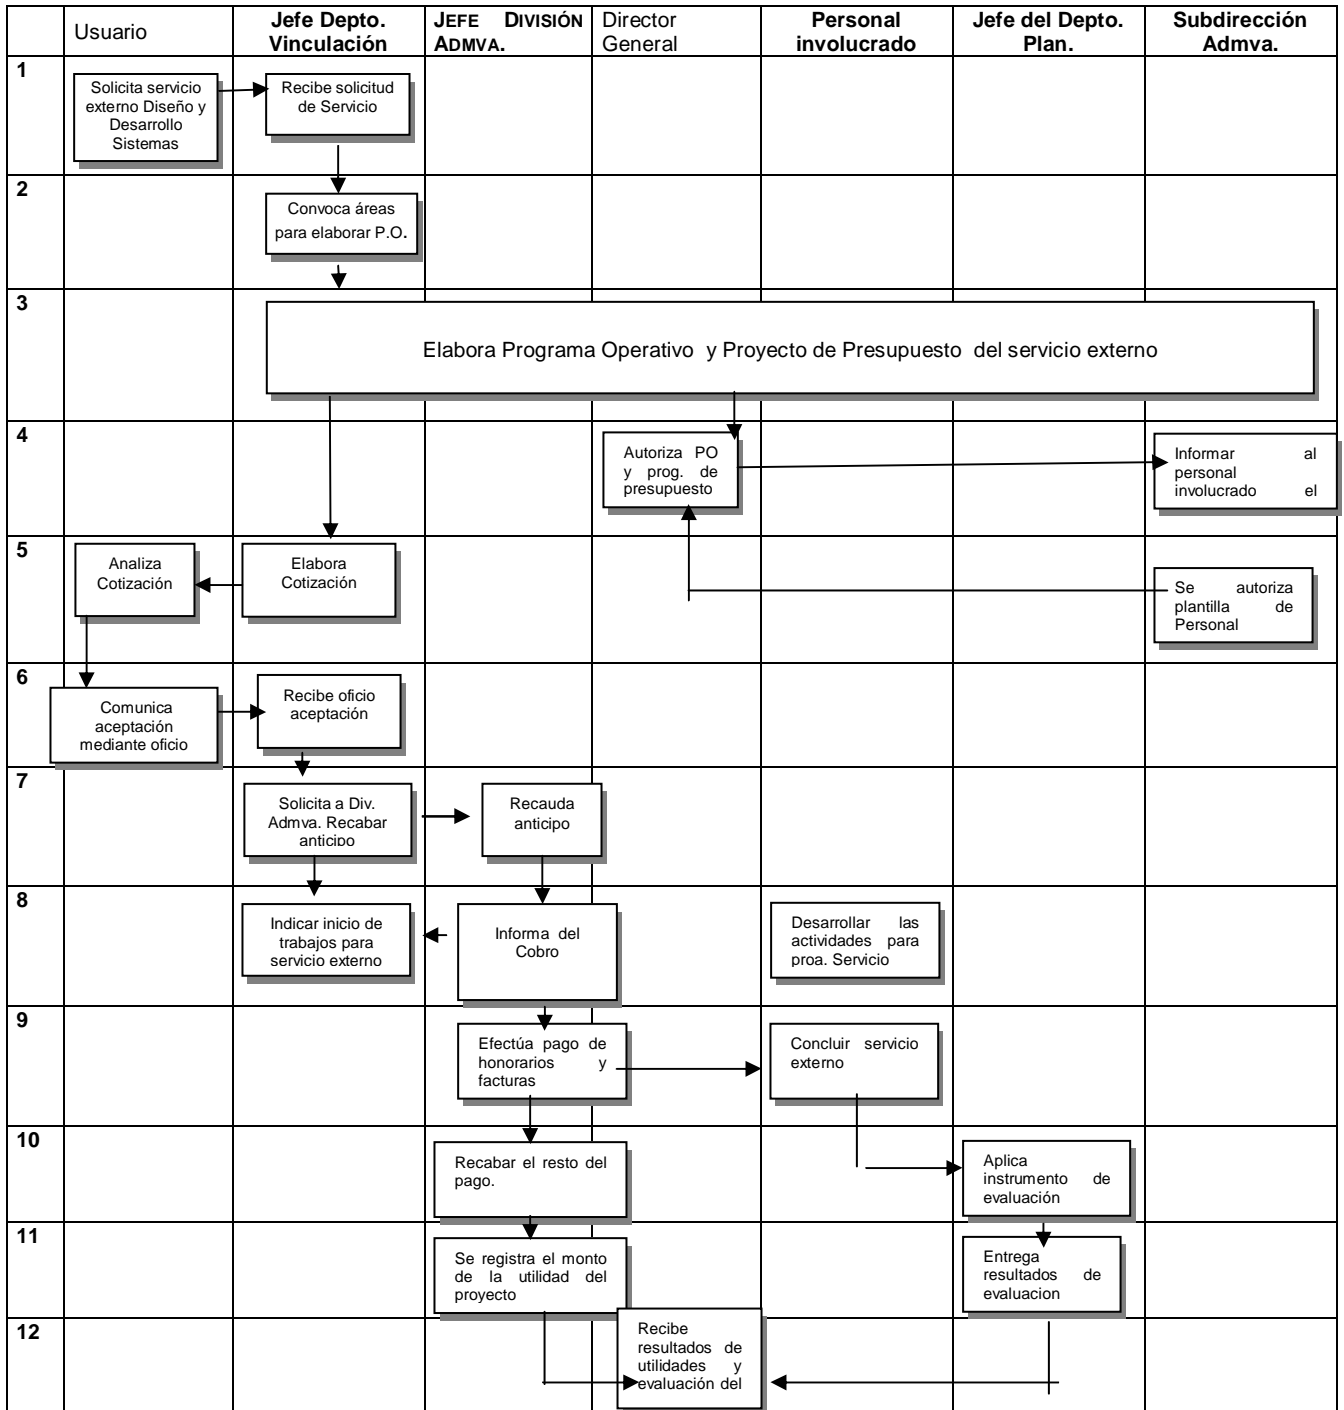 Usuario
Jefe Depto.
Vinculación
JEFE DIVISIÓN
ADMVA.
Director
General
Personal
involucrado
Jefe del Depto.
Plan.
Subdirección
Admva.
1
Solicita servicio
externo Diseño y
Desarrollo
Sistemas
Recibe solicitud
de Servicio
2
Convoca áreas
para elaborar P.O.
3
Elabora Programa Operativo y Proyecto de Presupuesto del servicio externo
4
Autoriza PO
y prog. de
presupuesto
Informar al
personal
involucrado el
5
Analiza
Cotización
Elabora
Cotización
Se autoriza
plantilla de
Personal
6
Comunica
aceptación
mediante oficio
Recibe oficio
aceptación
7
Solicita a Div.
Admva. Recabar
anticipo
Recauda
anticipo
8
Indicar inicio de
trabajos para
servicio externo
Informa del
Cobro
Desarrollar las
actividades para
proa. Servicio
9
Efectúa pago de
honorarios y
facturas
Concluir servicio
externo
10
Recabar el resto del
pago.
Aplica
instrumento de
evaluación
11
Se registra el monto
de la utilidad del
proyecto
Entrega
resultados de
evaluacion
12
Recibe
resultados de
utilidades y
evaluación del